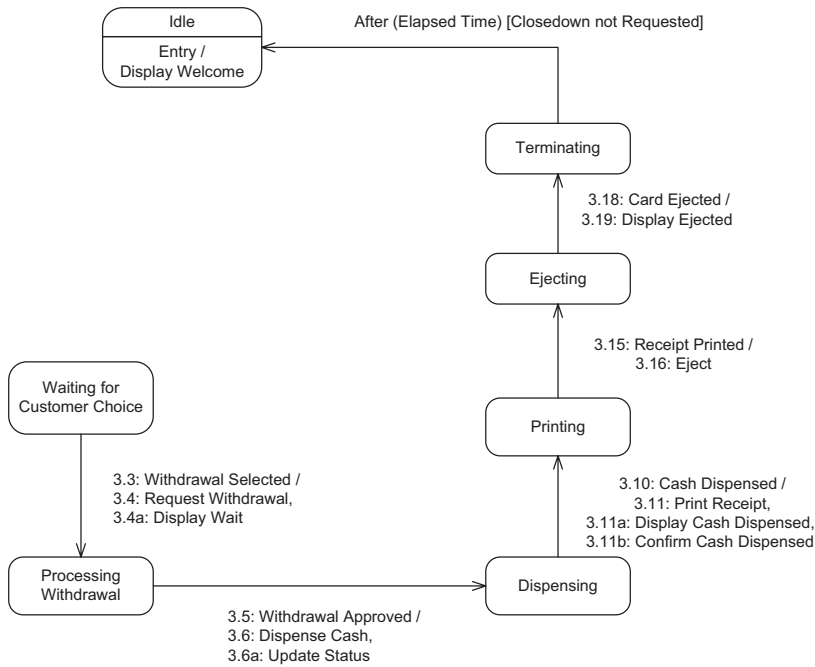 Idle
Entry /
Display Welcome
After (Elapsed Time) [Closedown not Requested]
Terminating
3.18: Card Ejected /
3.19: Display Ejected
Ejecting
3.15: Receipt Printed /
3.16: Eject
Waiting for
Customer Choice
Printing
3.3: Withdrawal Selected /
3.4: Request Withdrawal,
3.4a: Display Wait
3.10: Cash Dispensed /
3.11: Print Receipt,
3.11a: Display Cash Dispensed,
3.11b: Confirm Cash Dispensed
Processing
Withdrawal
Dispensing
3.5: Withdrawal Approved /
3.6: Dispense Cash,
3.6a: Update Status